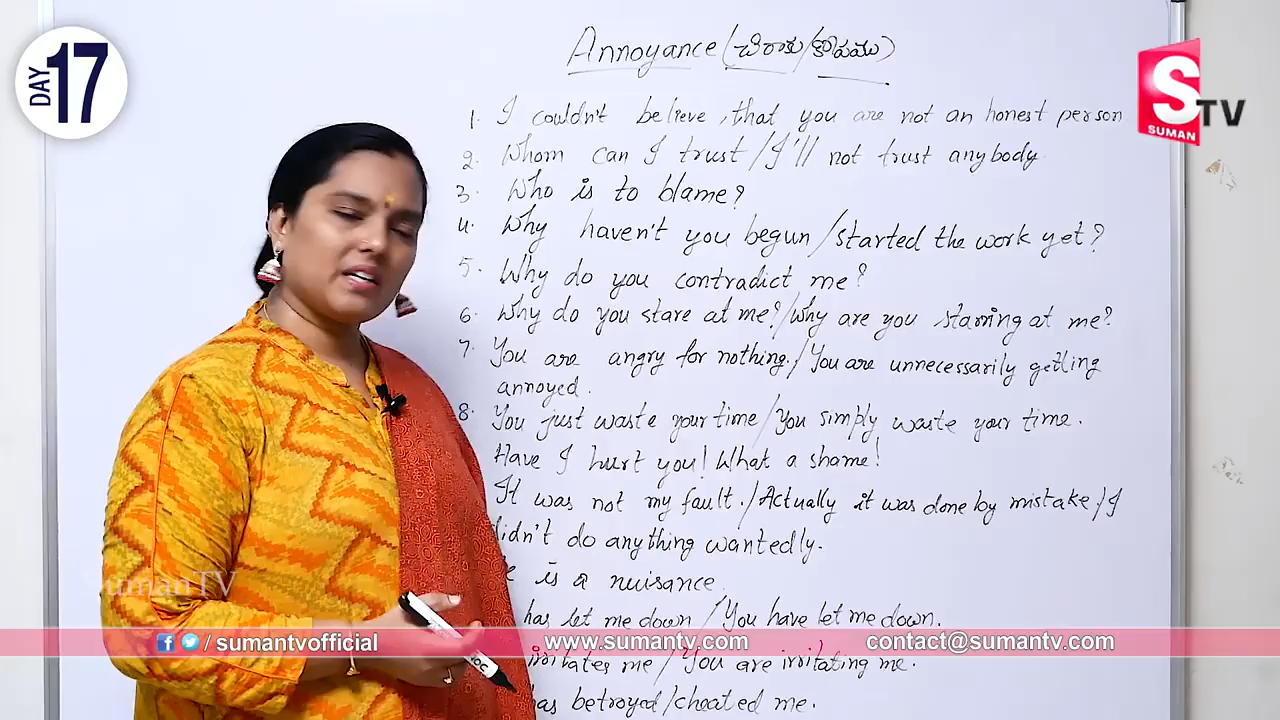 DAY 17
Annoyance (చిరాకు/కోపము)
S TV
SUMAN
1. I couldn't believe, that you are not an honest person
2. Whom can I trust/I'll not trust anybody.
3. Who is to blame?
4. Why haven't you begun/started the work yet?
5. Why do you contradict me?
6. Why do you stare at me?/Why are you starring at me?
7. You are angry for nothing./You are unnecessarily getting
annoyed.
8. You just waste your time/You simply waste your time.
Have I hurt you! What a shame!
It was not my fault./Actually it was done by mistake/I
didn't do anything wantedly.
is a nuisance.
has let me down/You have let me down.
irritates me/You are irritating me.
has betrayed/cheated me.
SumanTV
/sumantvofficial www.sumantv.com contact@sumantv.com